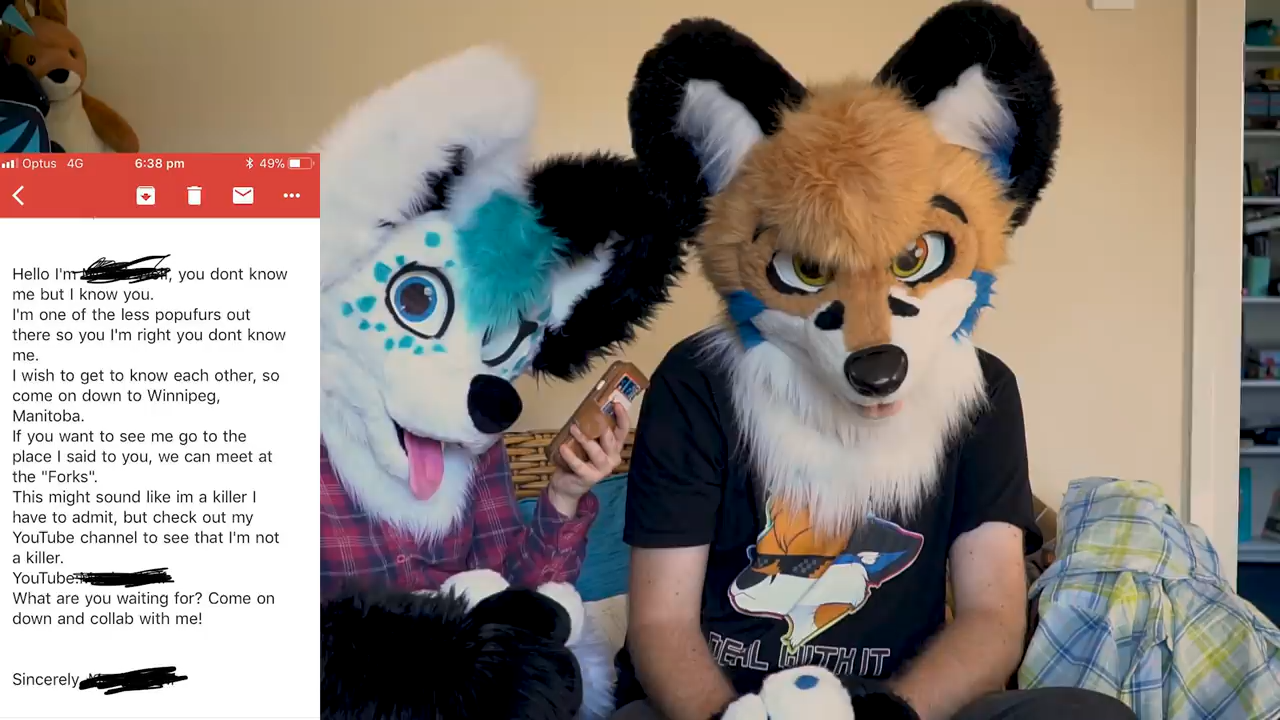 Optus 4G 6:38 pm 49%
Hello I'm , you dont know
me but I know you.
I'm one of the less popufurs out
there so you I'm right you dont know
me.
I wish to get to know each other, so
come on down to Winnipeg,
Manitoba.
If you want to see me go to the
place I said to you, we can meet at
the "Forks".
This might sound like im a killer I
have to admit, but check out my
YouTube channel to see that I'm not
a killer.
YouTube:
What are you waiting for? Come on
down and collab with me!
Sincerely,
DEAL WITH IT